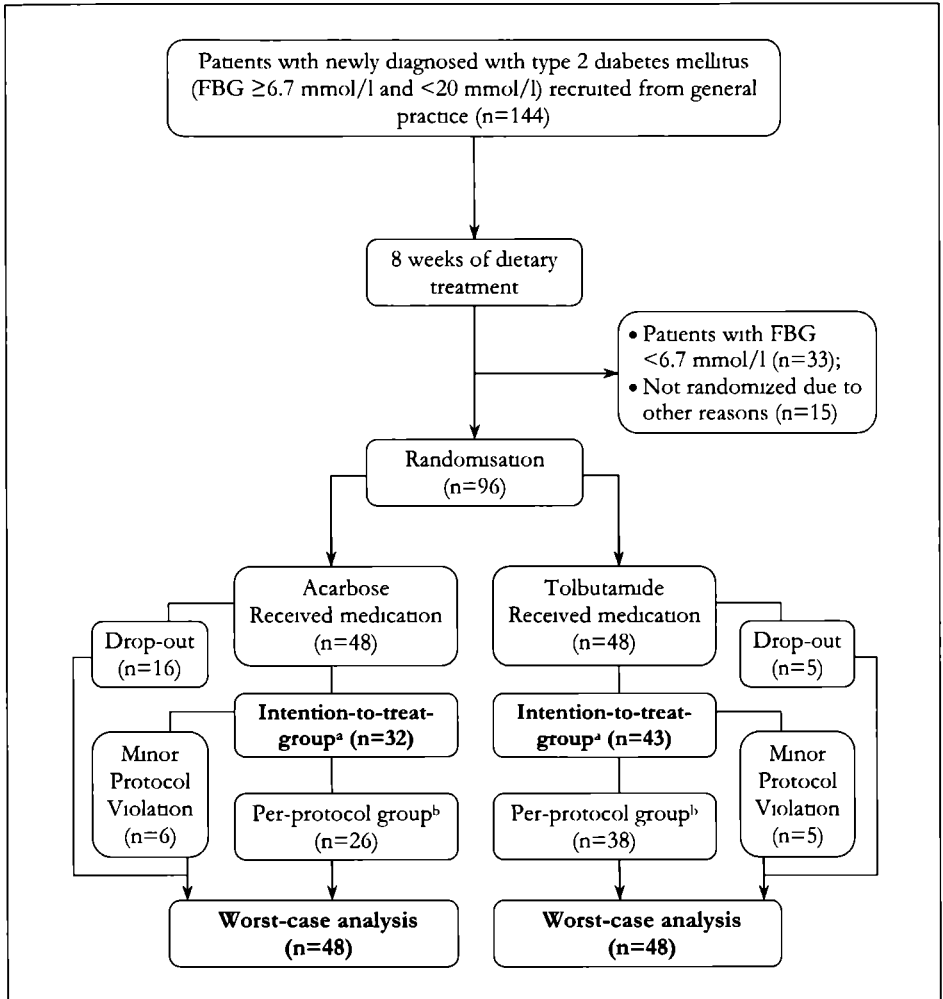 Patients with newly diagnosed with type 2 diabetes mellitus
(FBG ≥6.7 mmol/l and <20 mmol/l) recruited from general
practice (n=144)
8 weeks of dietary
treatment
• Patients with FBG
<6.7 mmol/l (n=33);
• Not randomized due to
other reasons (n=15)
Randomisation
(n=96)
Acarbose
Received medication
(n=48)
Tolbutamide
Received medication
(n=48)
Drop-out
(n=16)
Drop-out
(n=5)
Intention-to-treat-
groupᵃ (n=32)
Intention-to-treat-
groupᵃ (n=43)
Minor
Protocol
Violation
(n=6)
Per-protocol groupᵇ
(n=26)
Per-protocol groupᵇ
(n=38)
Minor
Protocol
Violation
(n=5)
Worst-case analysis
(n=48)
Worst-case analysis
(n=48)